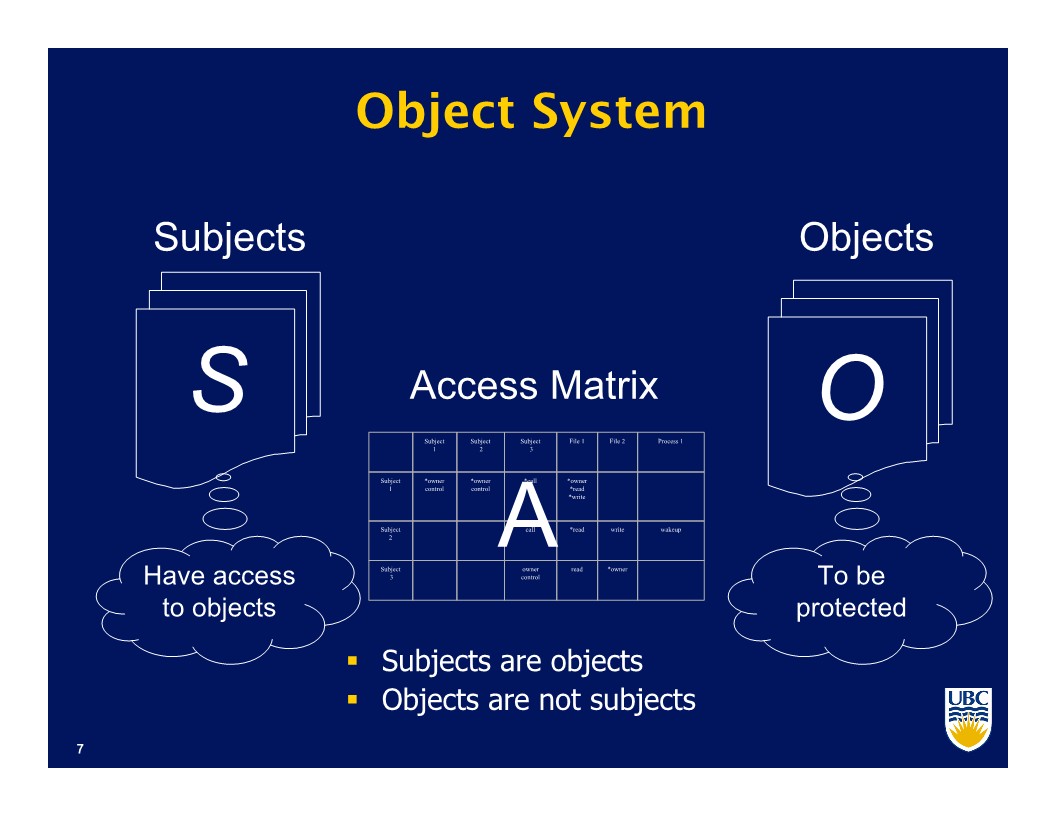 Object System
Subjects
Objects
S
O
Access Matrix
Subject
1
Subject
2
Subject
3
File 1
File 2
Process 1
Subject
1
*owner
control
*owner
control
*call
*owner
*read
*write
Subject
2
call
*read
write
wakeup
Subject
3
owner
control
read
*owner
A
Have access
to objects
To be
protected
▪ Subjects are objects
▪ Objects are not subjects
UBC
7